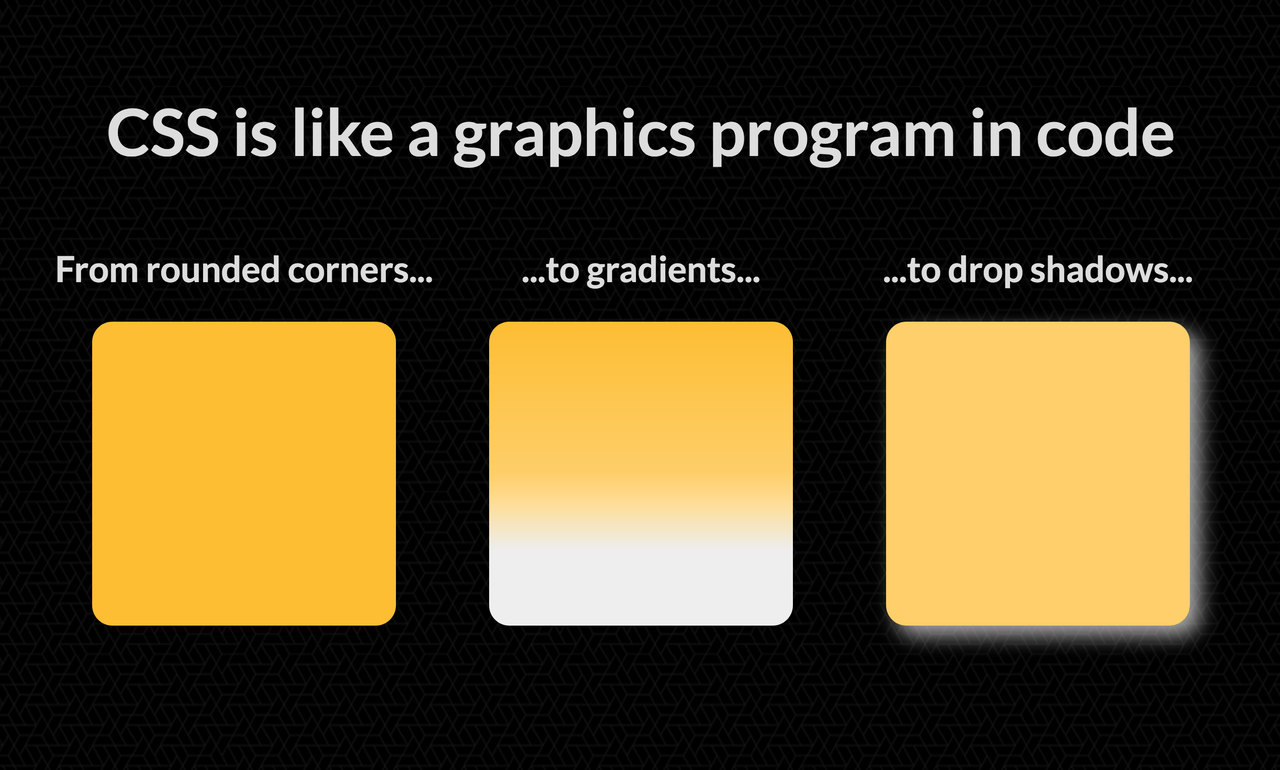 CSS is like a graphics program in code
From rounded corners...
...to gradients...
...to drop shadows...